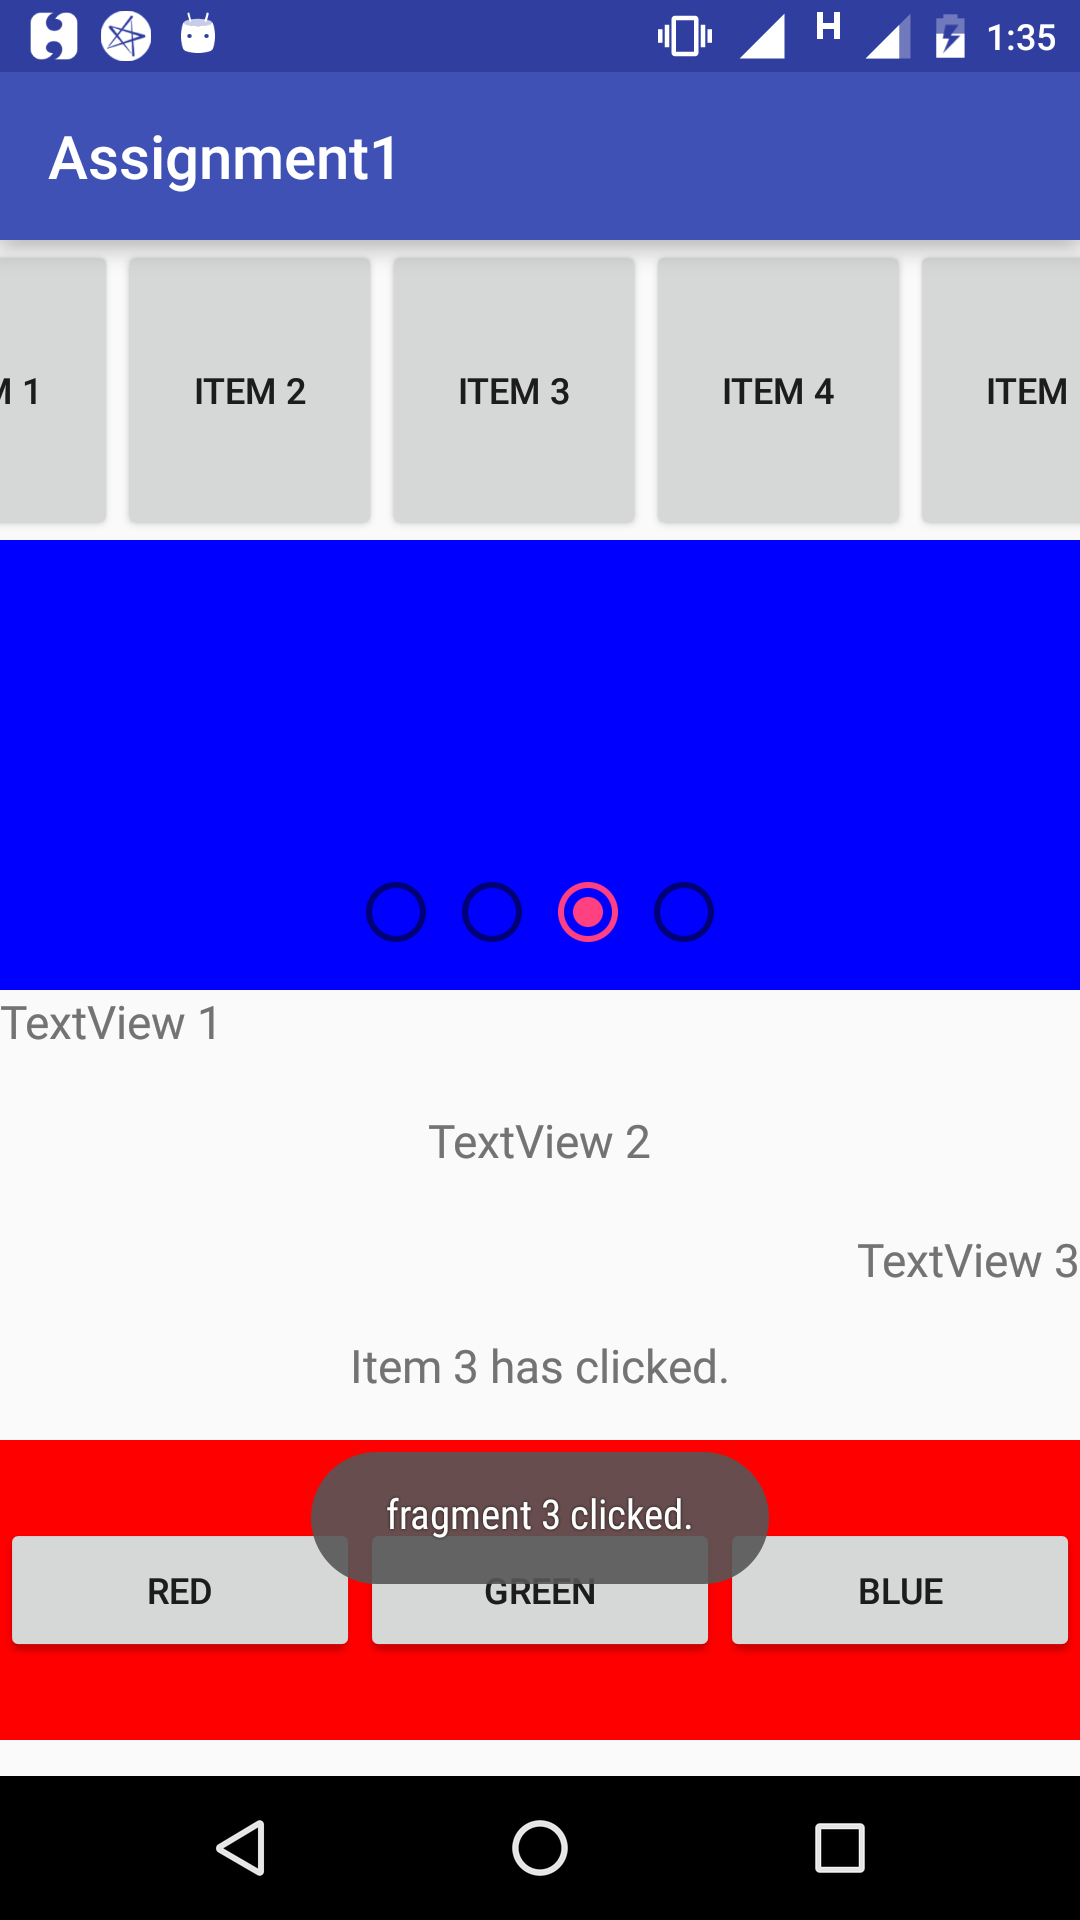 H 1:35
Assignment1
M 1 ITEM 2 ITEM 3 ITEM 4 ITEM
TextView 1
TextView 2
TextView 3
Item 3 has clicked.
fragment 3 clicked.
RED GREEN BLUE